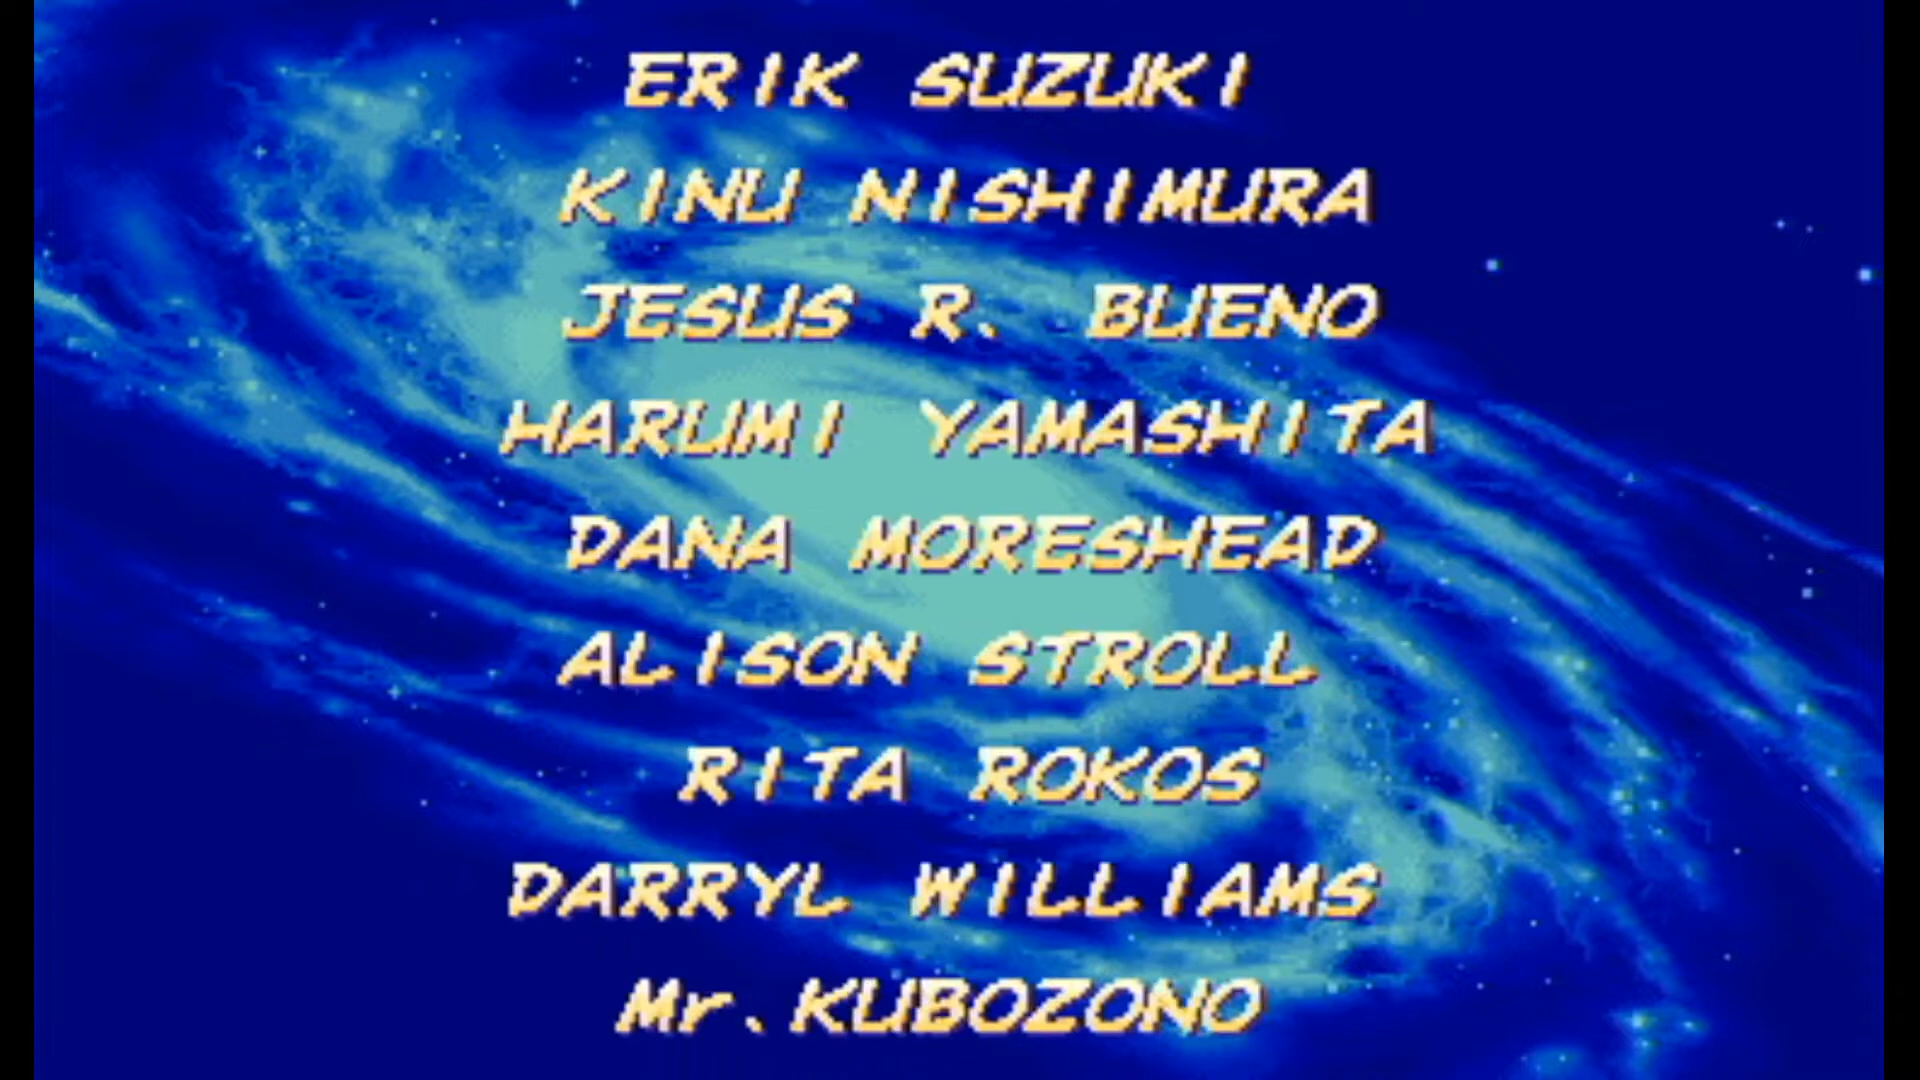 ERIK SUZUKI
KINU NISHIMURA
JESUS R. BUENO
HARUMI YAMASHITA
DANA MORESHEAD
ALISON STROLL
RITA ROKOS
DARRYL WILLIAMS
Mr.KUBOZONO